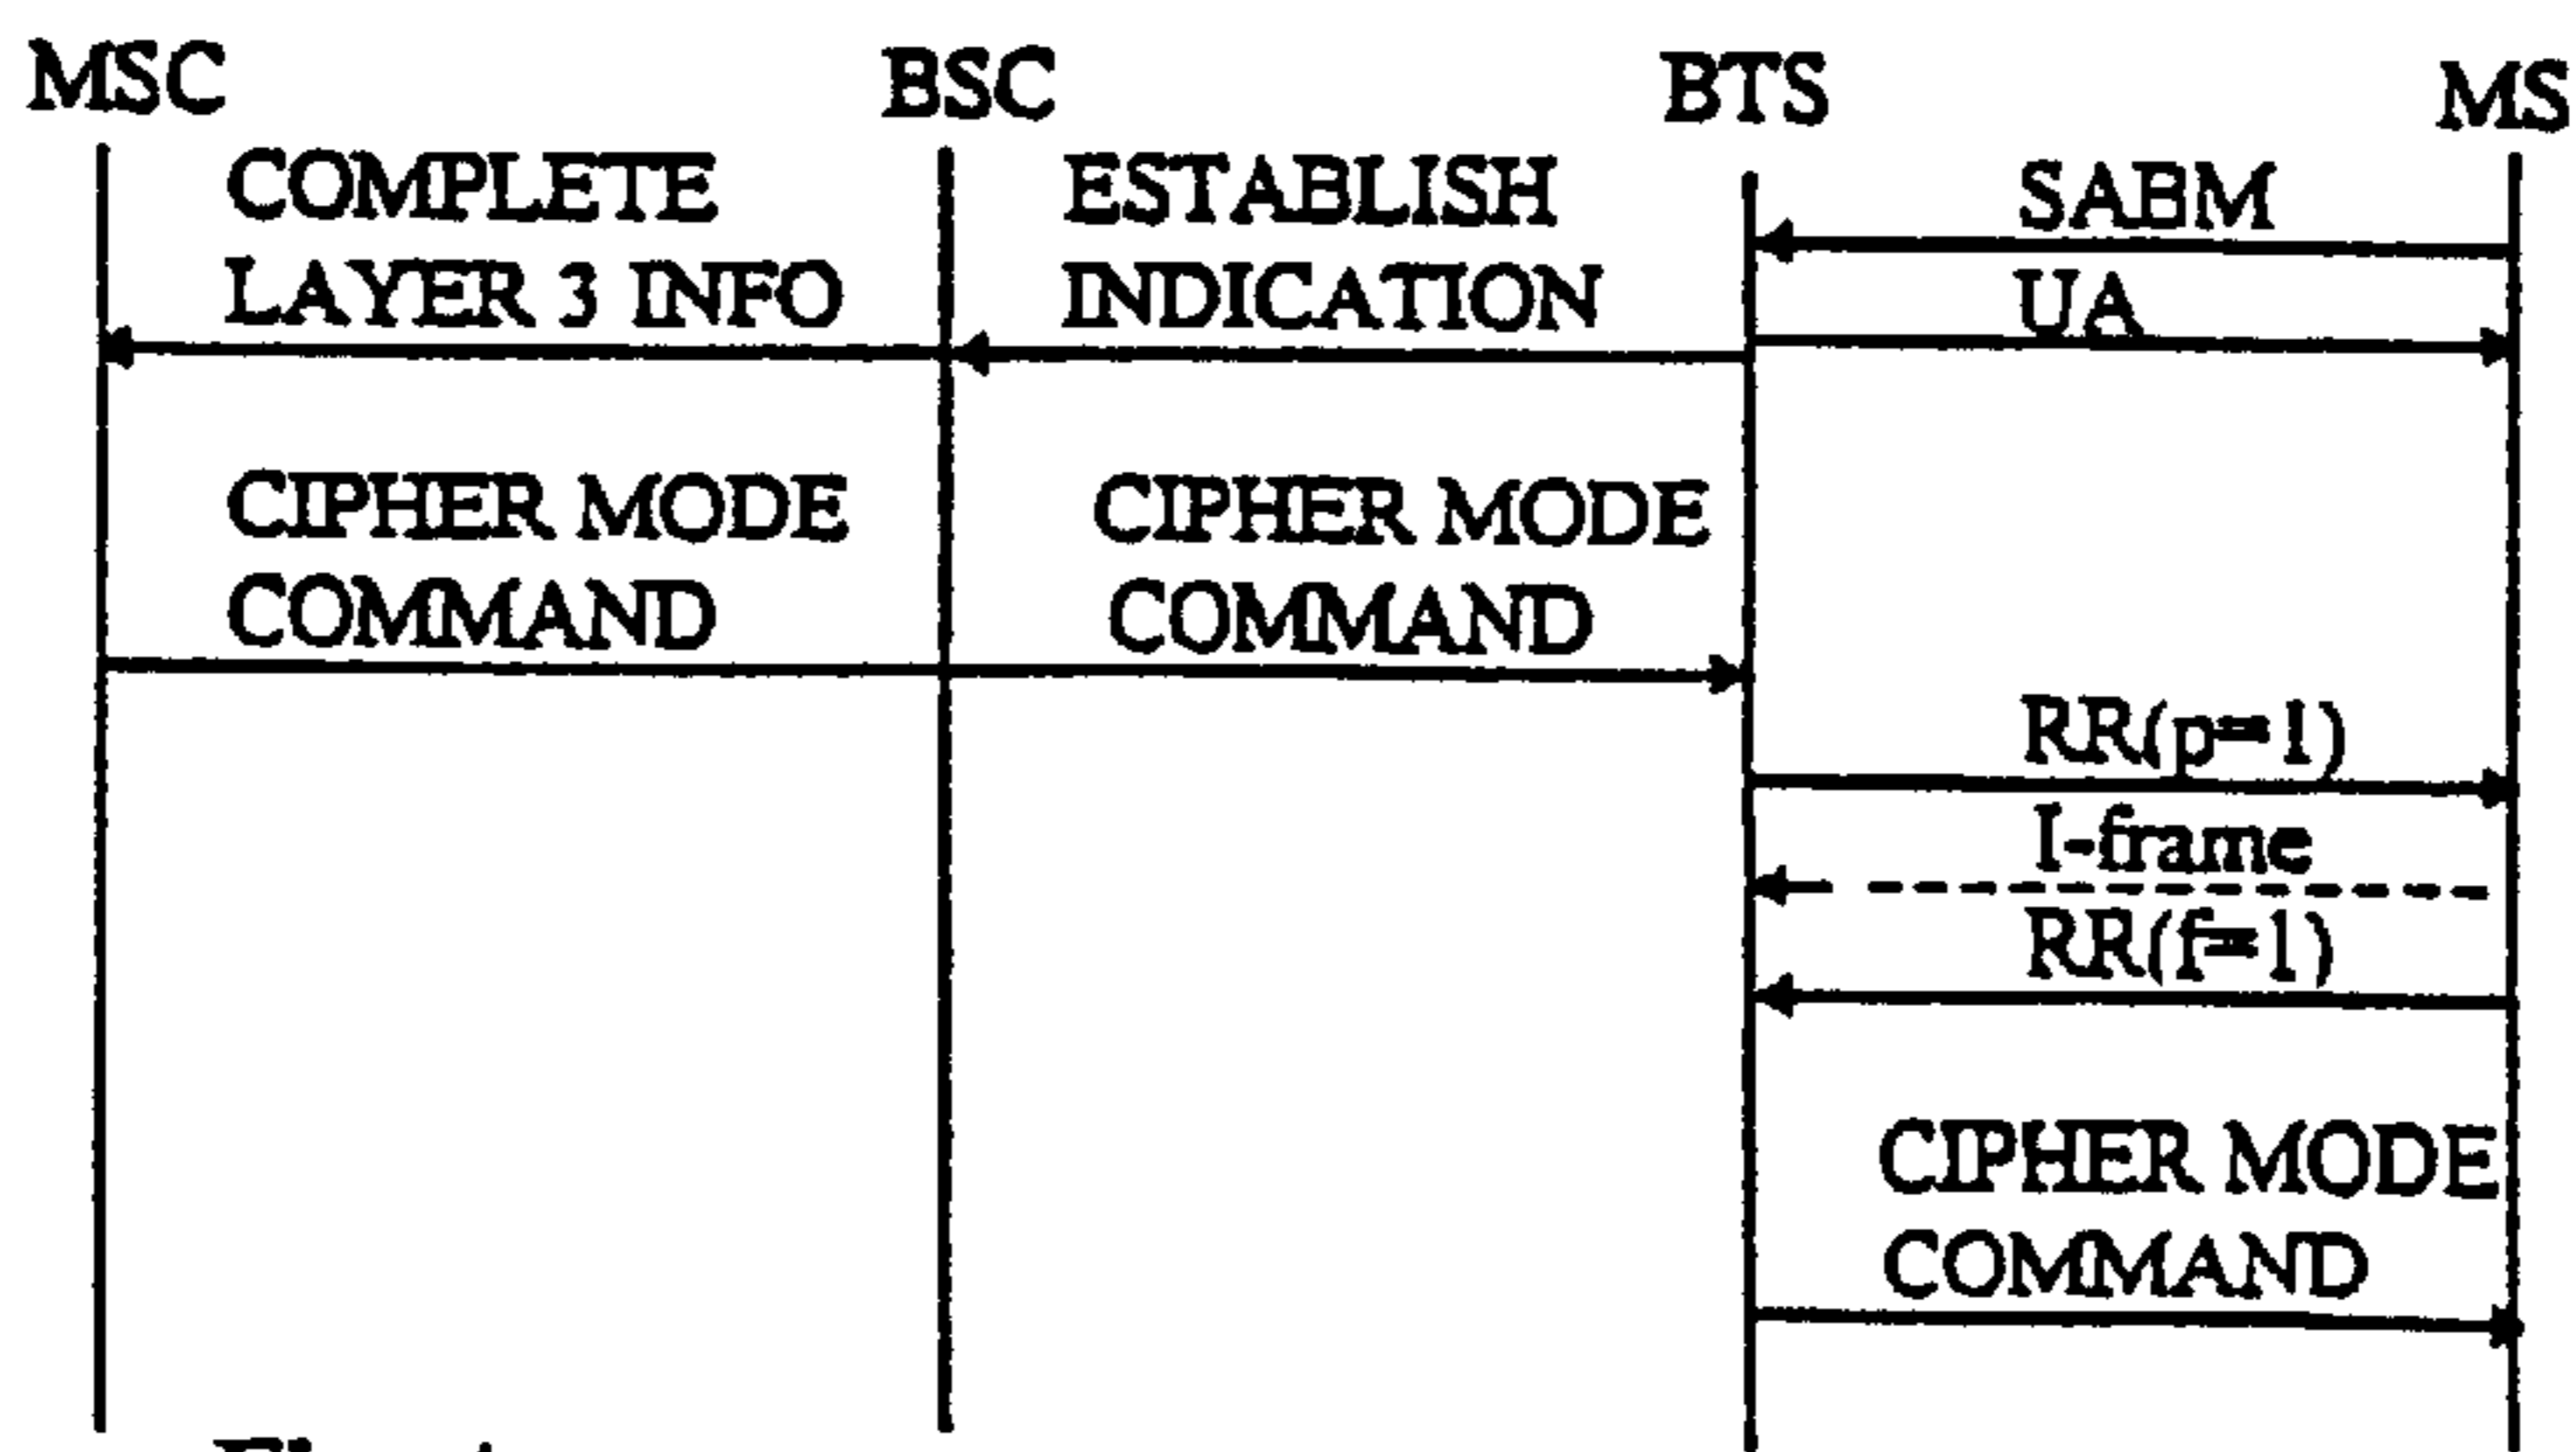 MSC BSC BTS MS
COMPLETE
LAYER 3 INFO
ESTABLISH
INDICATION
SABM
UA
CIPHER MODE
COMMAND
CIPHER MODE
COMMAND
RR(p=1)
I-frame
RR(f=1)
CIPHER MODE
COMMAND